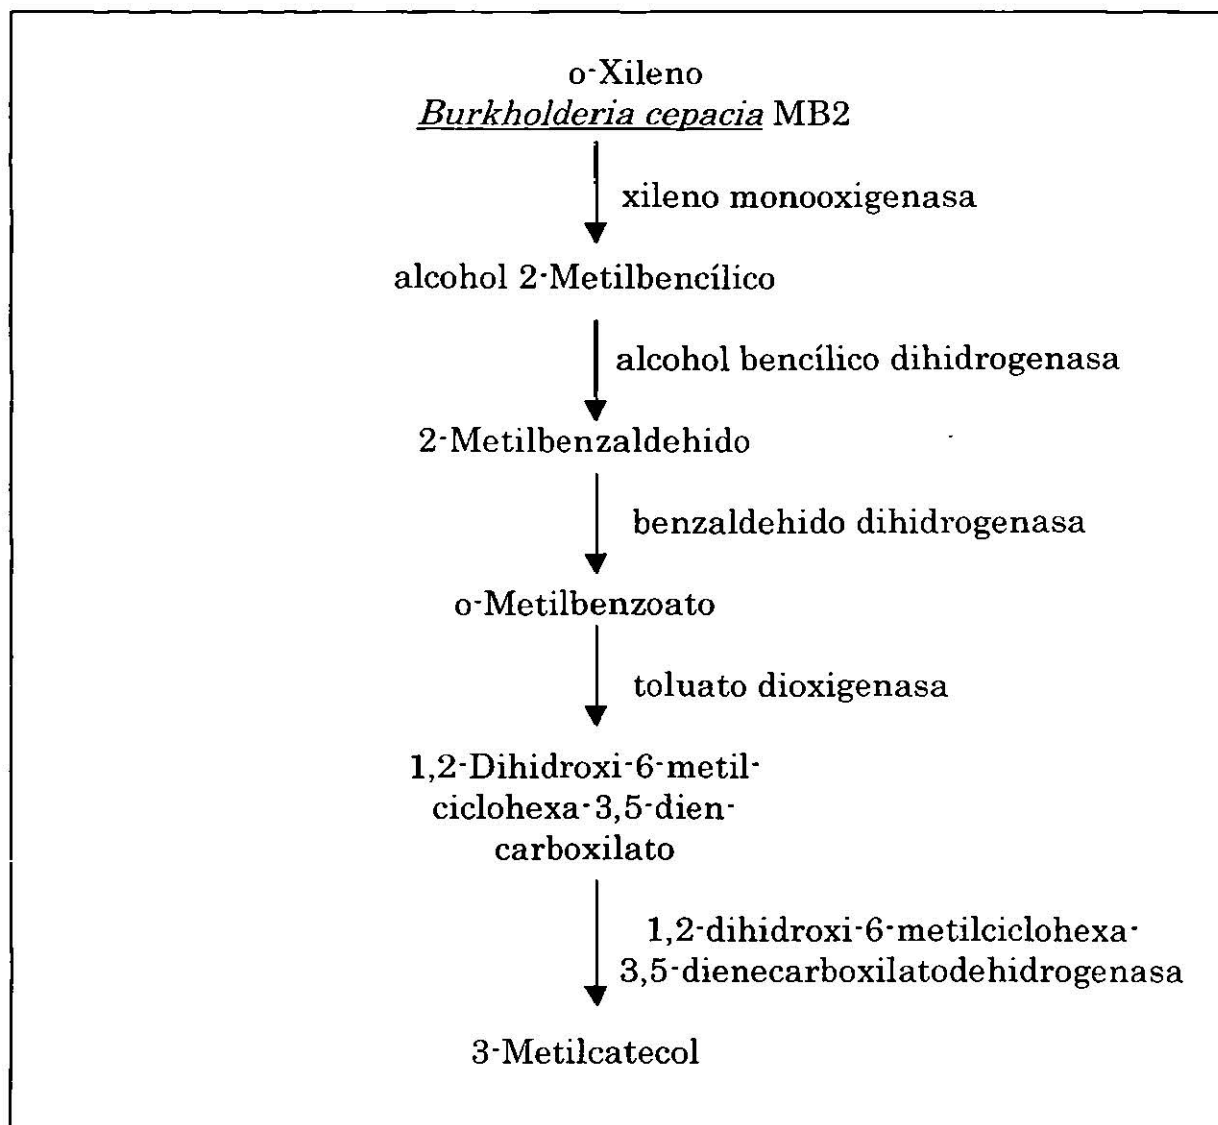 o-Xileno
Burkholderia cepacia MB2
xileno monooxigenasa
alcohol 2-Metilbencílico
alcohol bencílico dihidrogenasa
2-Metilbenzaldehido
benzaldehido dihidrogenasa
o-Metilbenzoato
toluato dioxigenasa
1,2-Dihidroxi-6-metil-
ciclohexa-3,5-dien-
carboxilato
1,2-dihidroxi-6-metilciclohexa-
3,5-dienecarboxilatodehidrogenasa
3-Metilcatecol